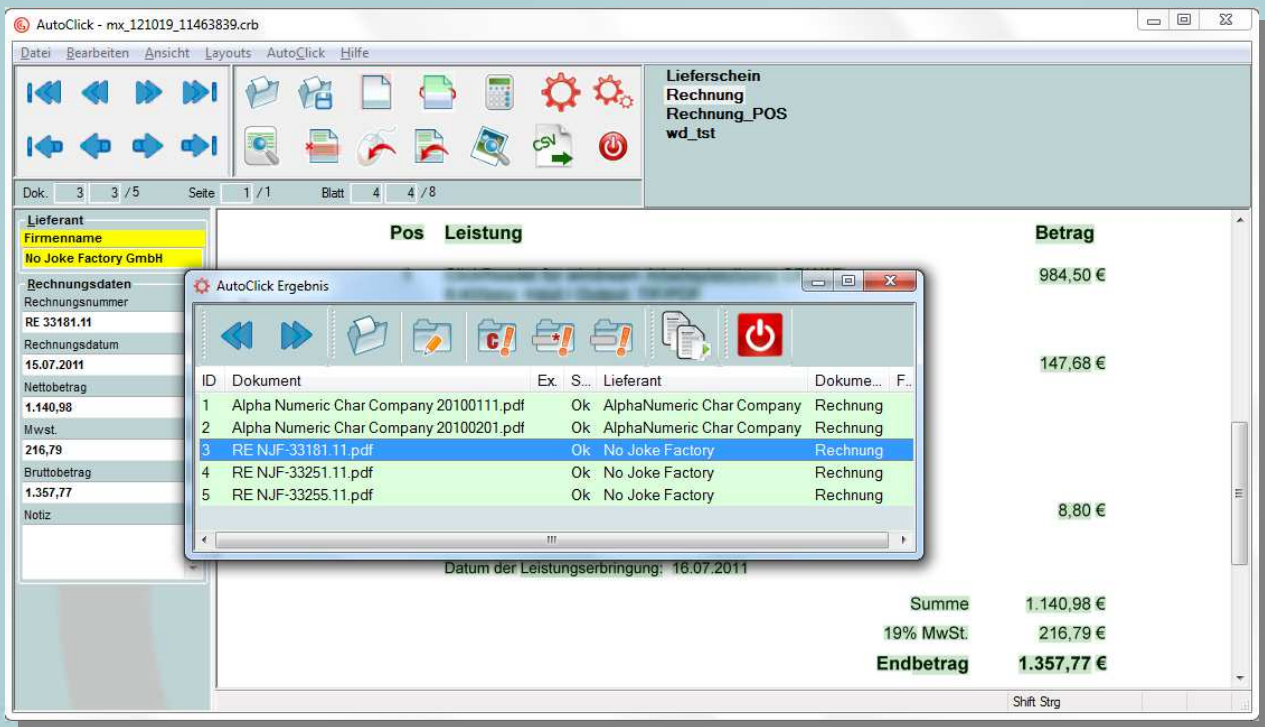 AutoClick - mx_121019_11463839.crb
Datei Bearbeiten Ansicht Layouts AutoClick Hilfe
CSV
Lieferschein
Rechnung
Rechnung_POS
wd_tst
Dok. 3 3 /5 Seite 1 /1 Blatt 4 4 /8
Lieferant
Firmenname
No Joke Factory GmbH
Rechnungsdaten
Rechnungsnummer
RE 33181.11
Rechnungsdatum
15.07.2011
Nettobetrag
1.140,98
Mwst.
216,79
Bruttobetrag
1.357,77
Notiz
Pos Leistung Betrag
984,50 €
147,68 €
8,80 €
AutoClick Ergebnis
C! *!
ID Dokument Ex. S... Lieferant Dokume... F..
1 Alpha Numeric Char Company 20100111.pdf Ok AlphaNumeric Char Company Rechnung
2 Alpha Numeric Char Company 20100201.pdf Ok AlphaNumeric Char Company Rechnung
3 RE NJF-33181.11.pdf Ok No Joke Factory Rechnung
4 RE NJF-33251.11.pdf Ok No Joke Factory Rechnung
5 RE NJF-33255.11.pdf Ok No Joke Factory Rechnung
Datum der Leistungserbringung: 16.07.2011
Summe 1.140,98 €
19% MwSt. 216,79 €
Endbetrag 1.357,77 €
Shift Strg